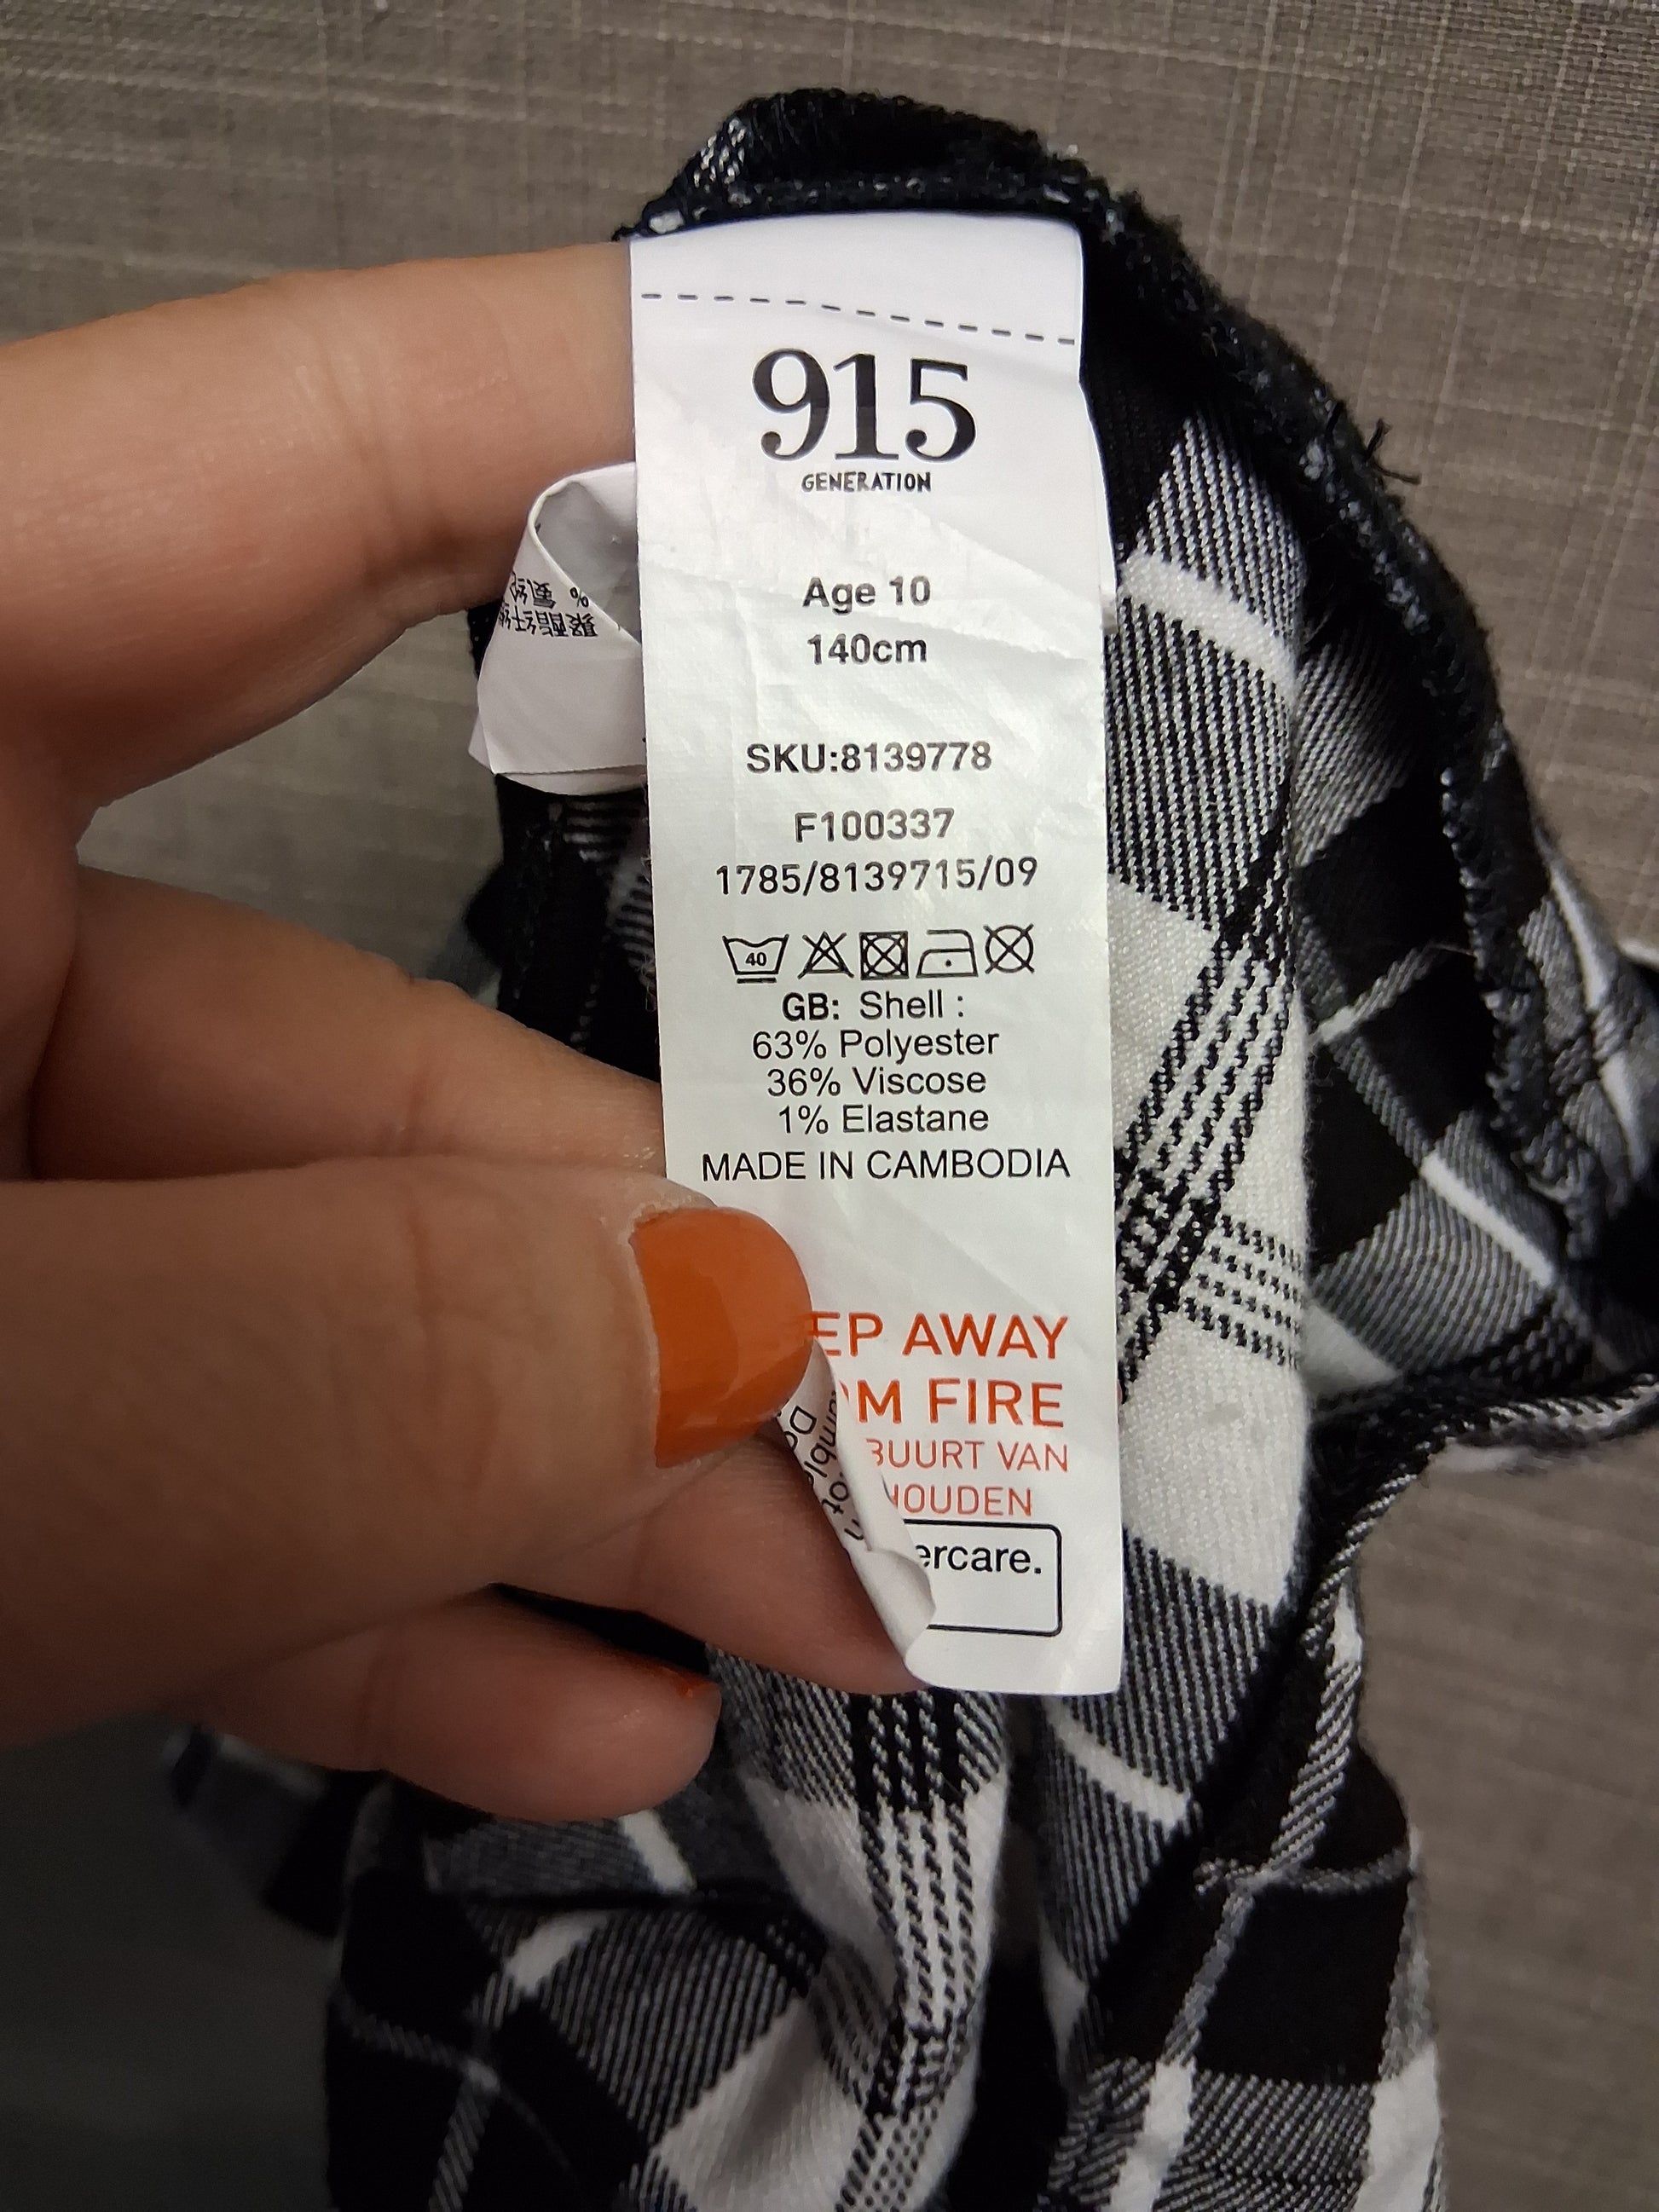 915
GENERATION
Age 10
140cm
SKU:8139778
F100337
1785/8139715/09
40
GB: Shell :
63% Polyester
36% Viscose
1% Elastane
MADE IN CAMBODIA
EP AWAY
OM FIRE
BUURT VAN
HOUDEN
ercare.